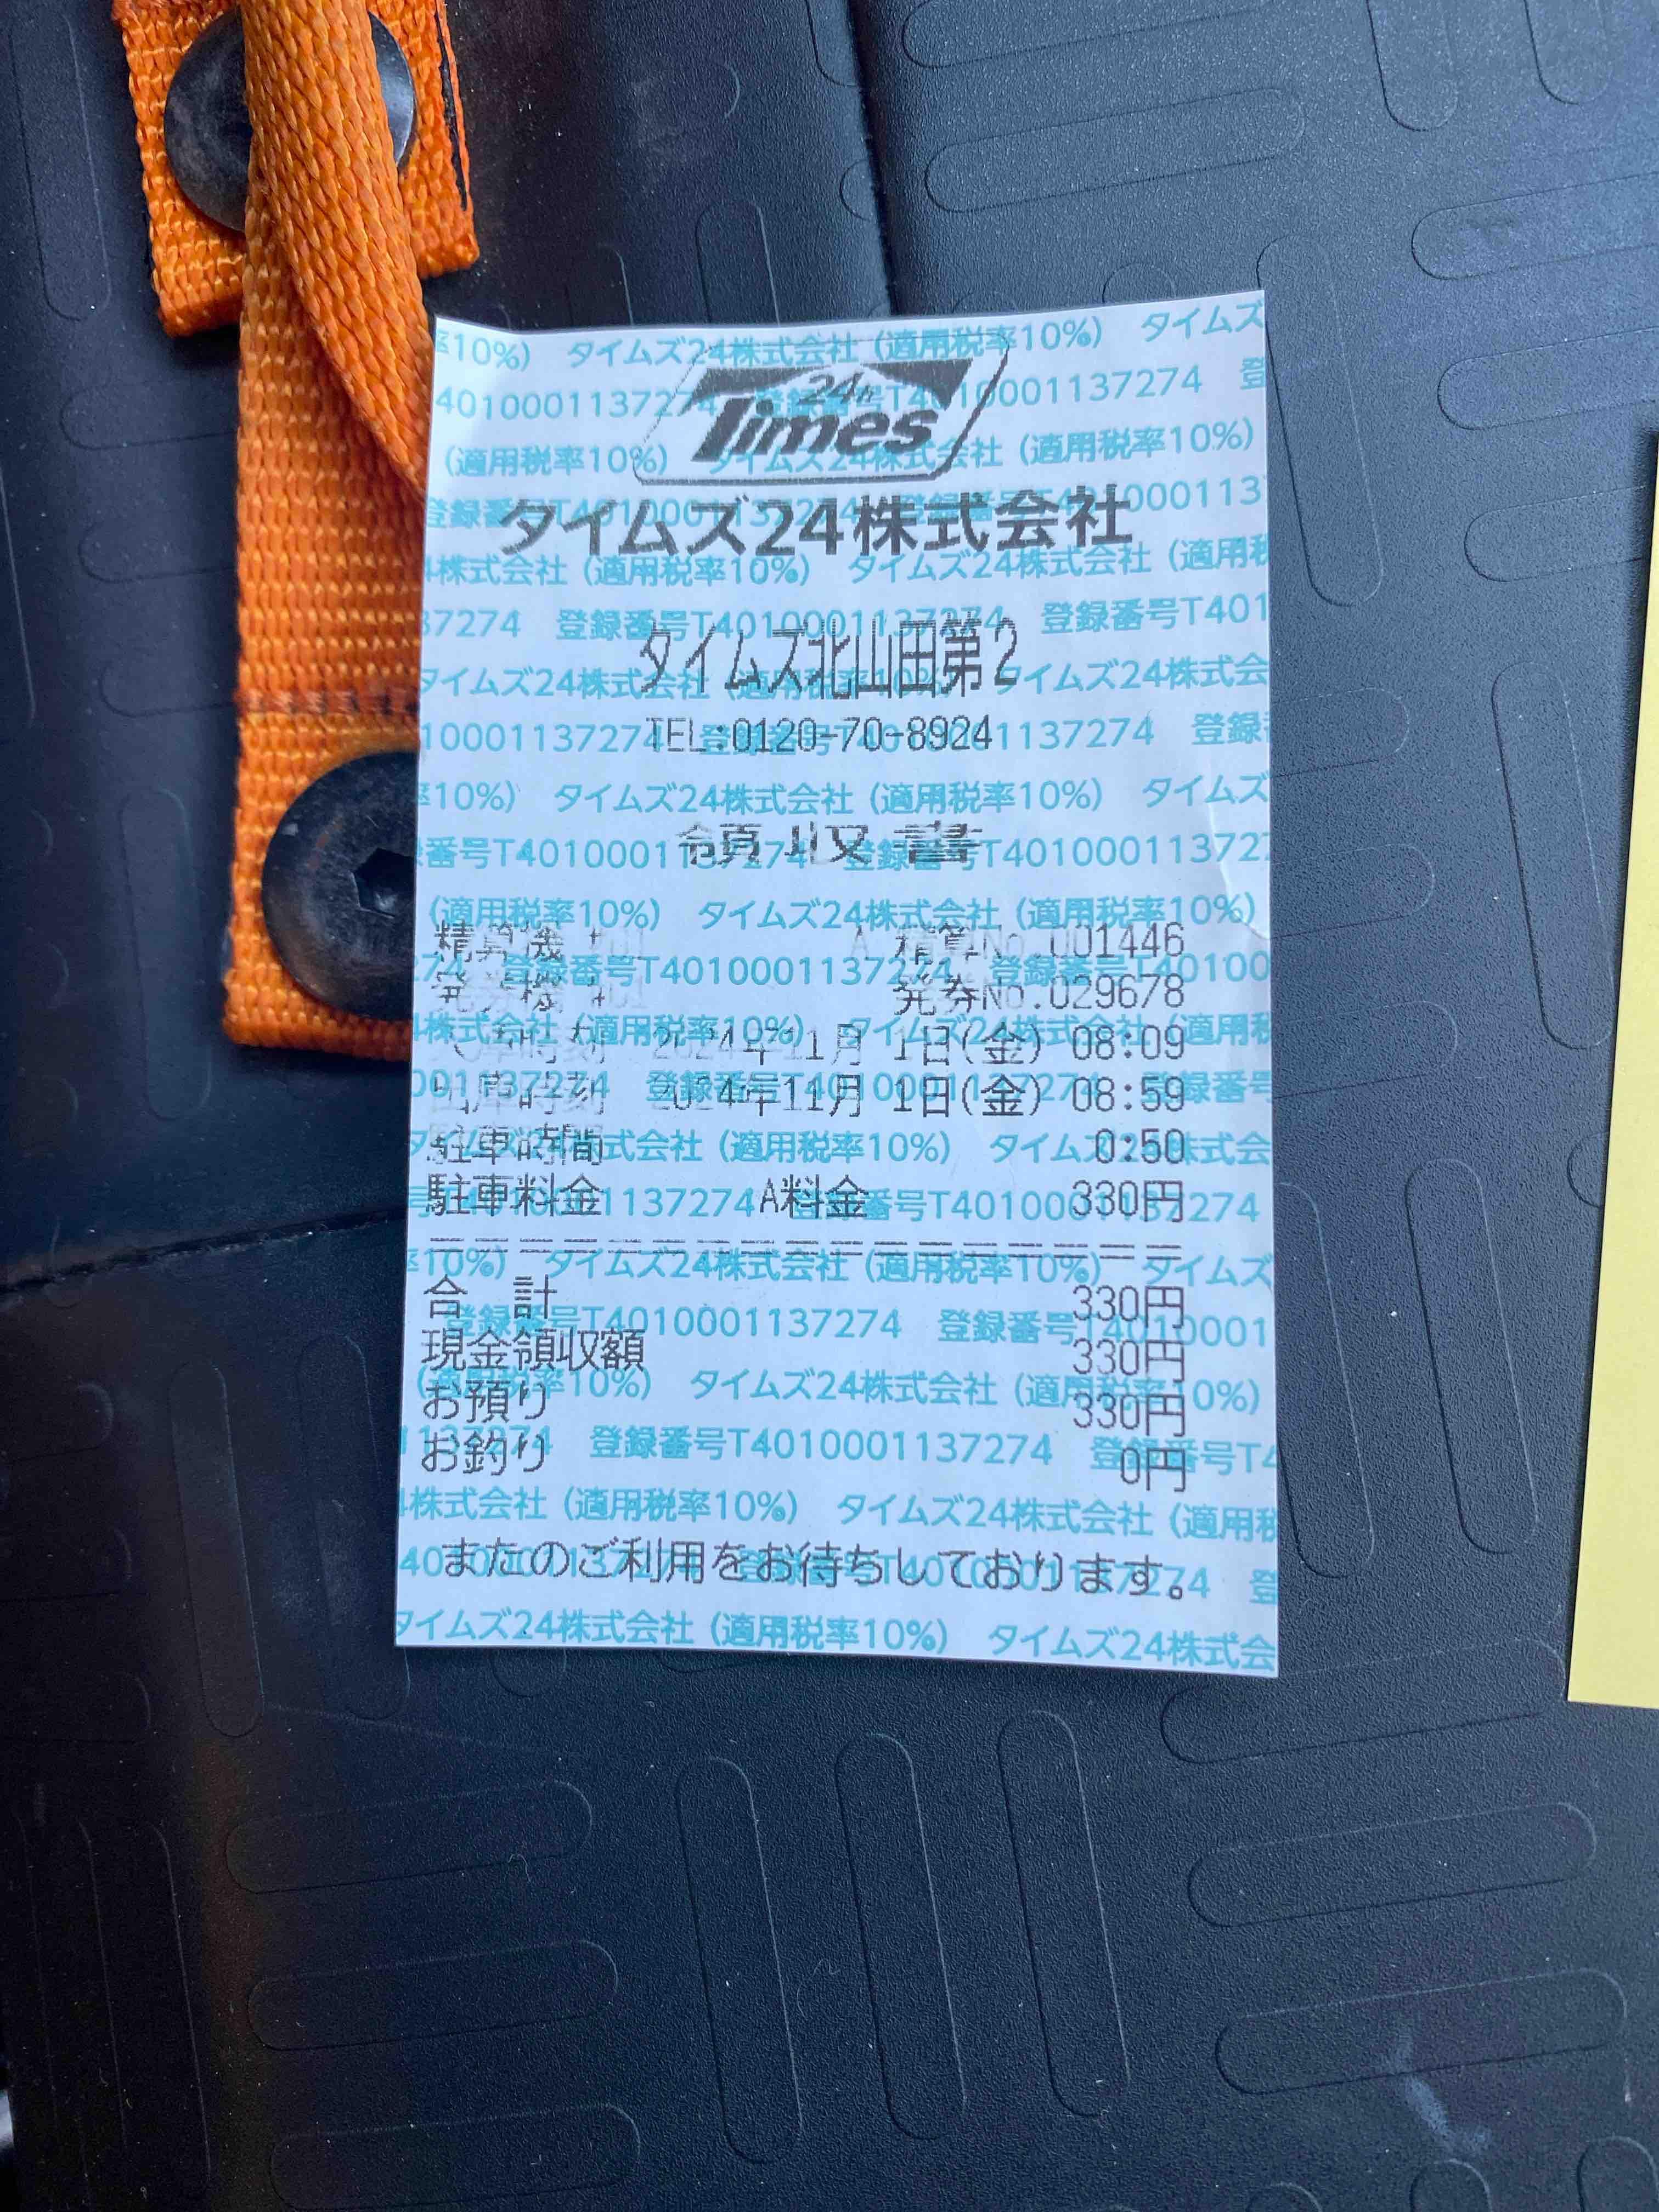 24h
Times
タイムズ24株式会社
タイムズ北山田第2
TEL:0120-70-8924
領収書
精算機 #01 A 精算No.001446
発券機 #01 発券No.029678
入庫時刻 2024年11月 1日(金) 08:09
出庫時刻 2024年11月 1日(金) 08:59
駐車時間 0:50
駐車料金 A料金 330円
合 計 330円
現金領収額 330円
お預り 330円
お釣り 0円
またのご利用をお待ちしております。
タイムズ24株式会社 (適用税率10%)
登録番号T4010001137274